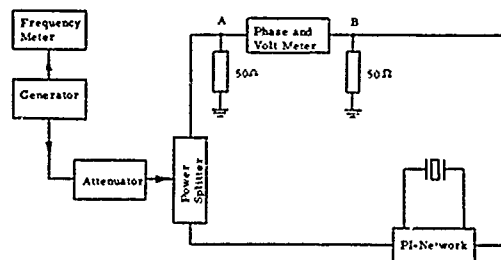 Frequency
Meter
Generator
Attenuator
Power
Splitter
A
Phase and
Volt Meter
B
50Ω
50Ω
PI-Network